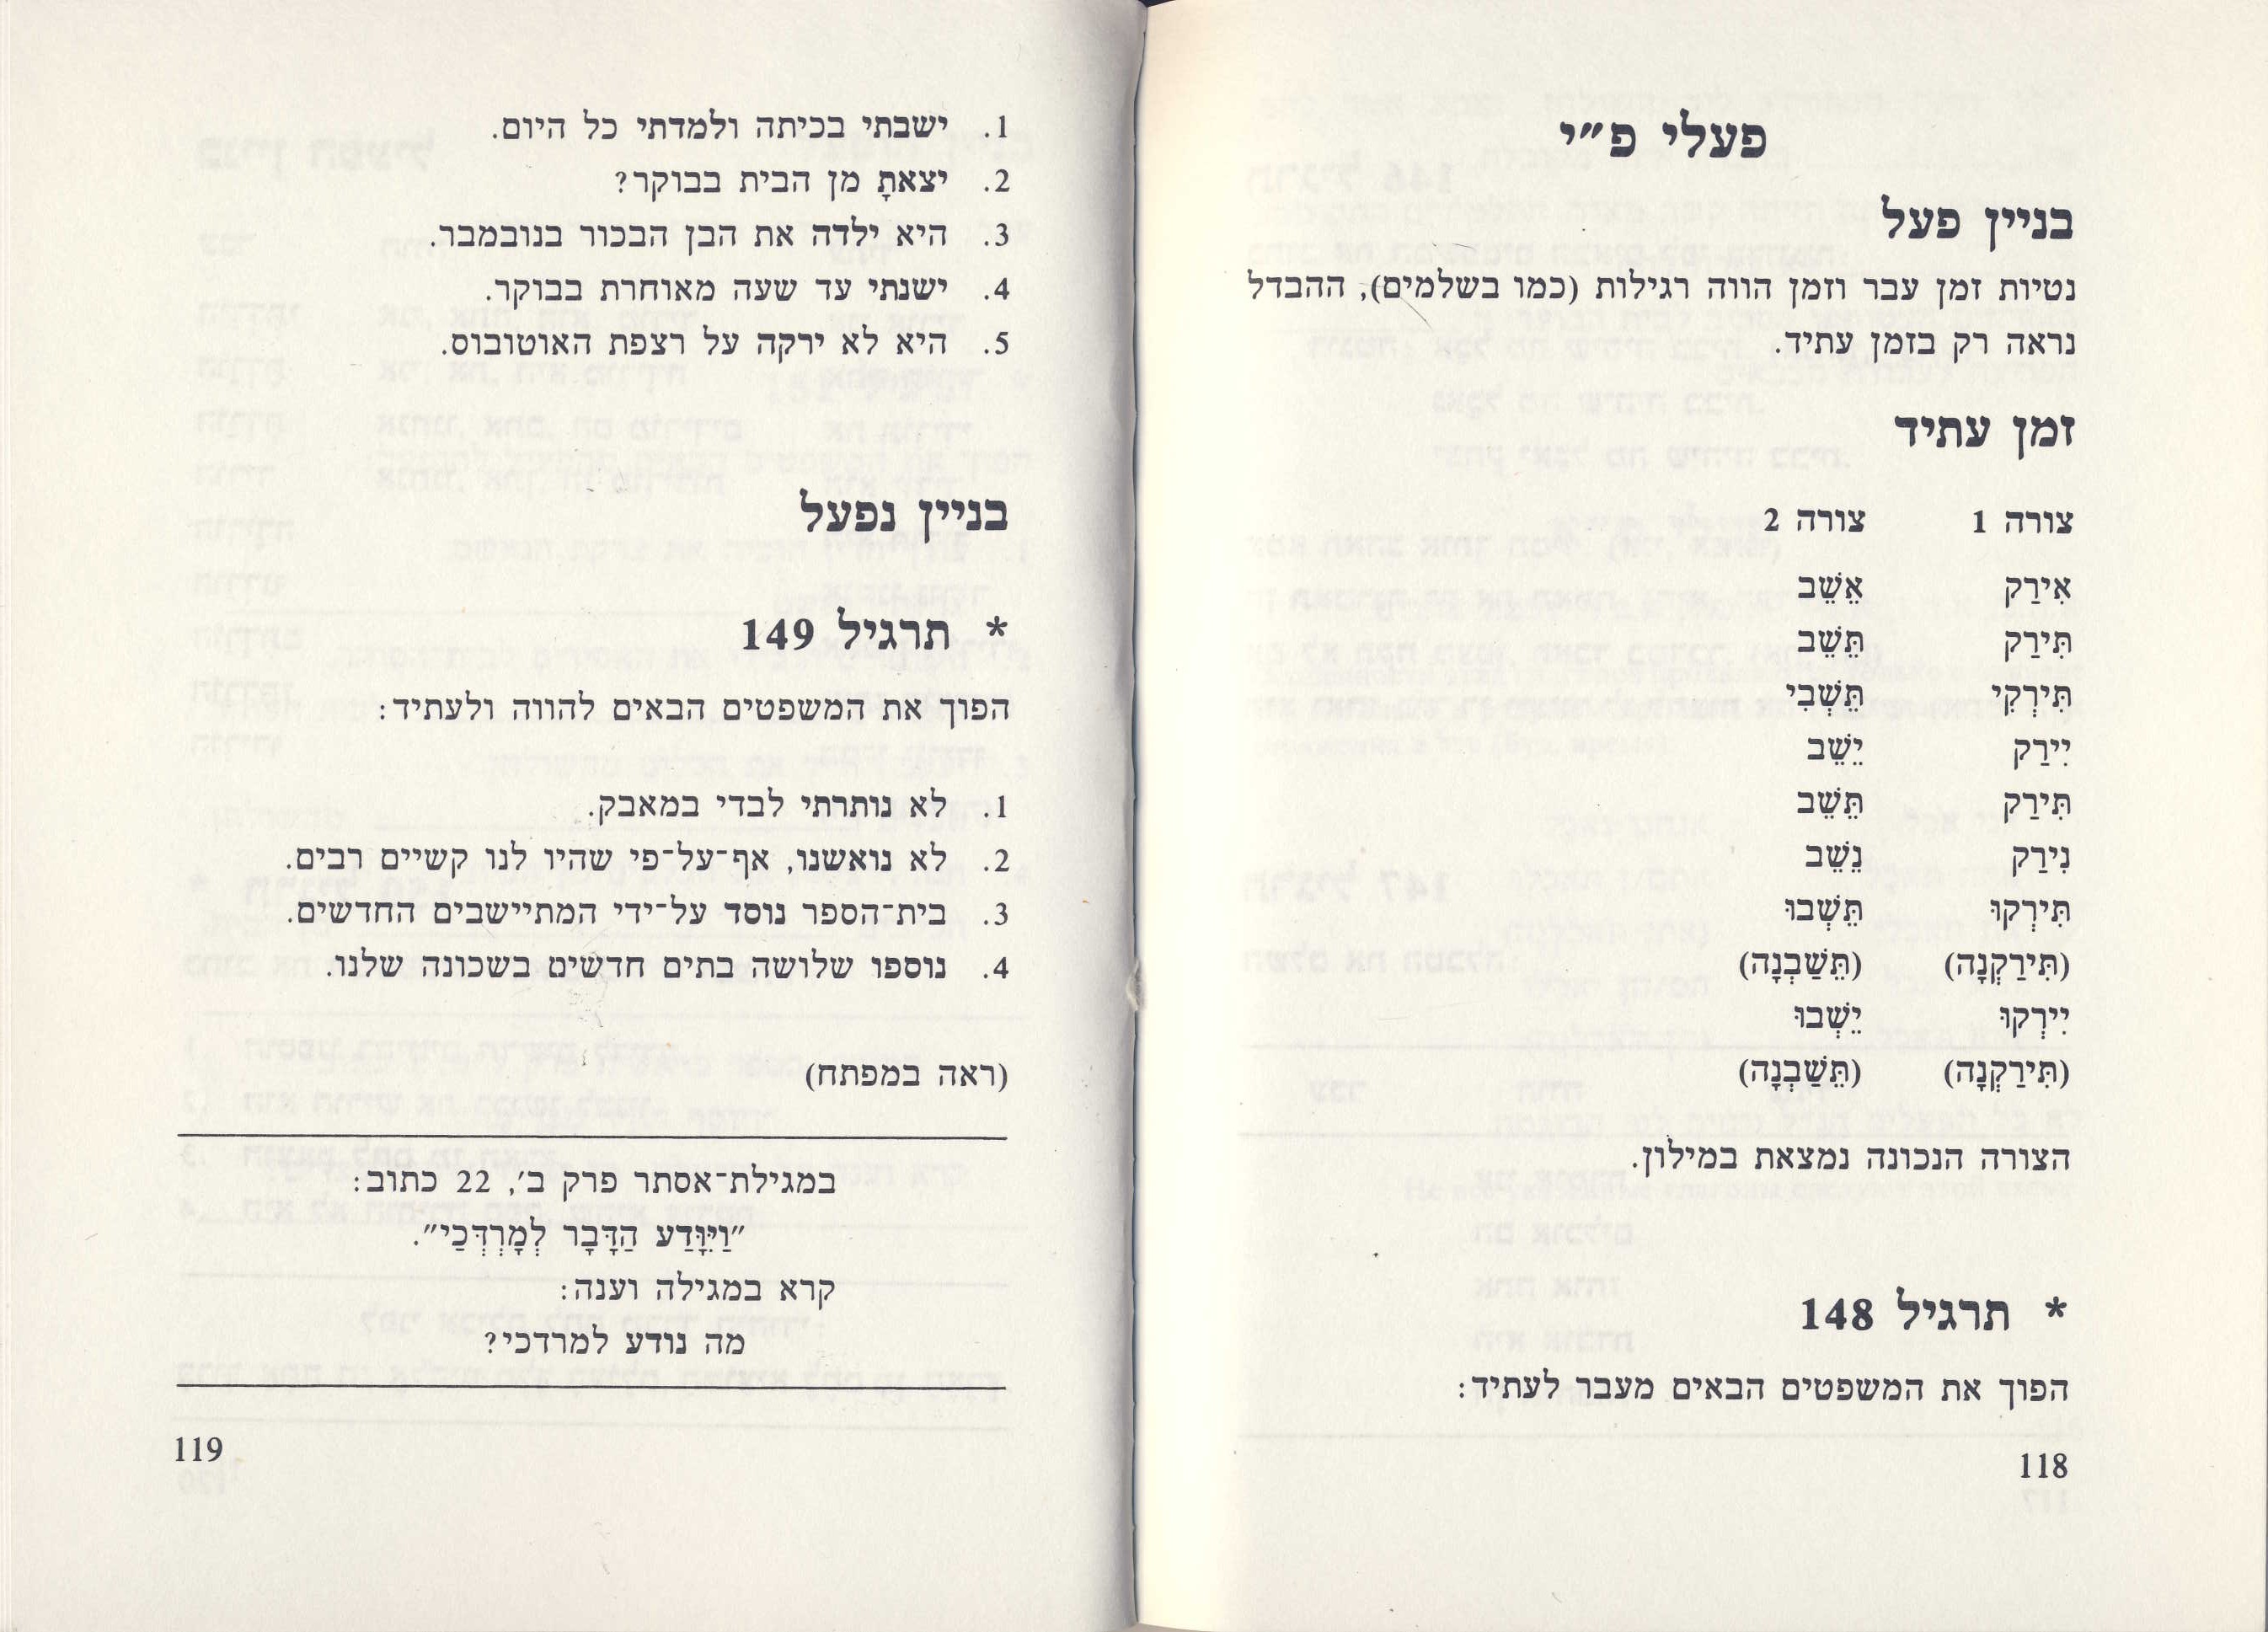 פעלי פ״י
בניין פעל
נטיות זמן עבר וזמן הווה רגילות (כמו בשלמים), ההבדל
נראה רק בזמן עתיד.
זמן עתיד
צורה 1 צורה 2
אִירַק אֵשֵׁב
תִּירַק תֵּשֵׁב
תִּירְקִי תֵּשְׁבִי
יִירַק יֵשֵׁב
תִּירַק תֵּשֵׁב
נִירַק נֵשֵׁב
תִּירְקוּ תֵּשְׁבוּ
(תִּירַקְנָה) (תֵּשַׁבְנָה)
יִירְקוּ יֵשְׁבוּ
(תִּירַקְנָה) (תֵּשַׁבְנָה)
הצורה הנכונה נמצאת במילון.
* תרגיל 148
הפוך את המשפטים הבאים מעבר לעתיד:
118
1. ישבתי בכיתה ולמדתי כל היום.
2. יצאתָ מן הבית בבוקר?
3. היא ילדה את הבן הבכור בנובמבר.
4. ישנתי עד שעה מאוחרת בבוקר.
5. היא לא ירקה על רצפת האוטובוס.
בניין נפעל
* תרגיל 149
הפוך את המשפטים הבאים להווה ולעתיד:
1. לא נותרתי לבדי במאבק.
2. לא נואשנו, אף־על־פי שהיו לנו קשיים רבים.
3. בית־הספר נוסד על־ידי המתיישבים החדשים.
4. נוספו שלושה בתים חדשים בשכונה שלנו.
(ראה במפתח)
במגילת־אסתר פרק ב׳, 22 כתוב:
״וַיִּוָּדַע הַדָּבָר לְמָרְדְּכַי״.
קרא במגילה וענה:
מה נודע למרדכי?
119